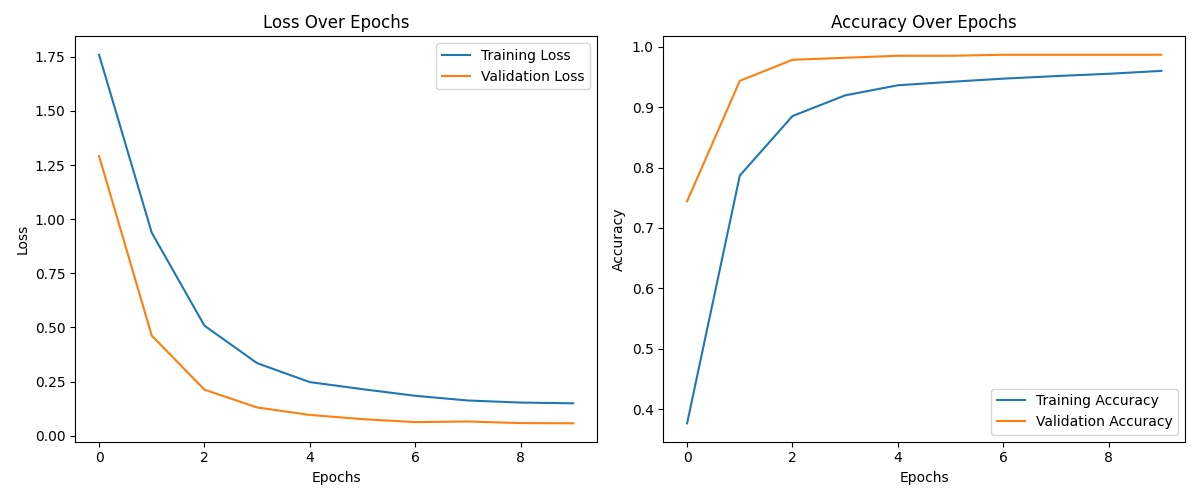 Loss Over Epochs
1.75
1.50
1.25
1.00
0.75
0.50
0.25
0.00
Loss
0 2 4 6 8
Epochs
Training Loss
Validation Loss
Accuracy Over Epochs
1.0
0.9
0.8
0.7
0.6
0.5
0.4
Accuracy
0 2 4 6 8
Epochs
Training Accuracy
Validation Accuracy